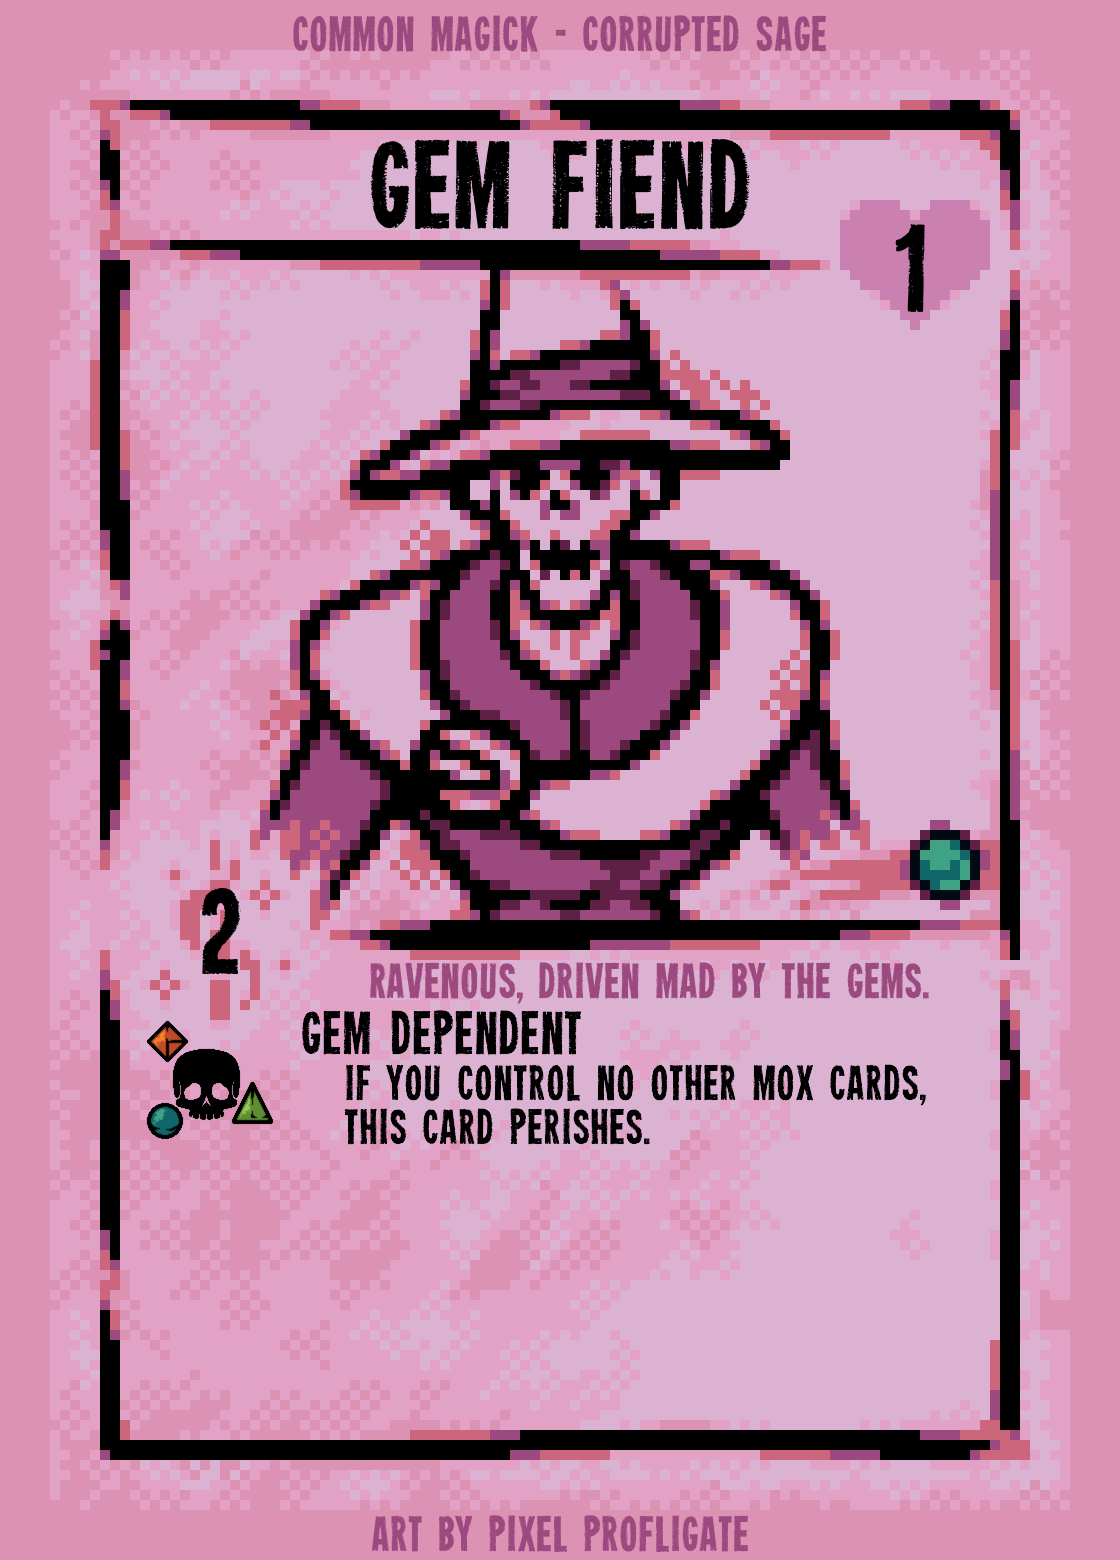 COMMON MAGICK - CORRUPTED SAGE
GEM FIEND
1
2
RAVENOUS, DRIVEN MAD BY THE GEMS.
GEM DEPENDENT
IF YOU CONTROL NO OTHER MOX CARDS,
THIS CARD PERISHES.
ART BY PIXEL PROFLIGATE